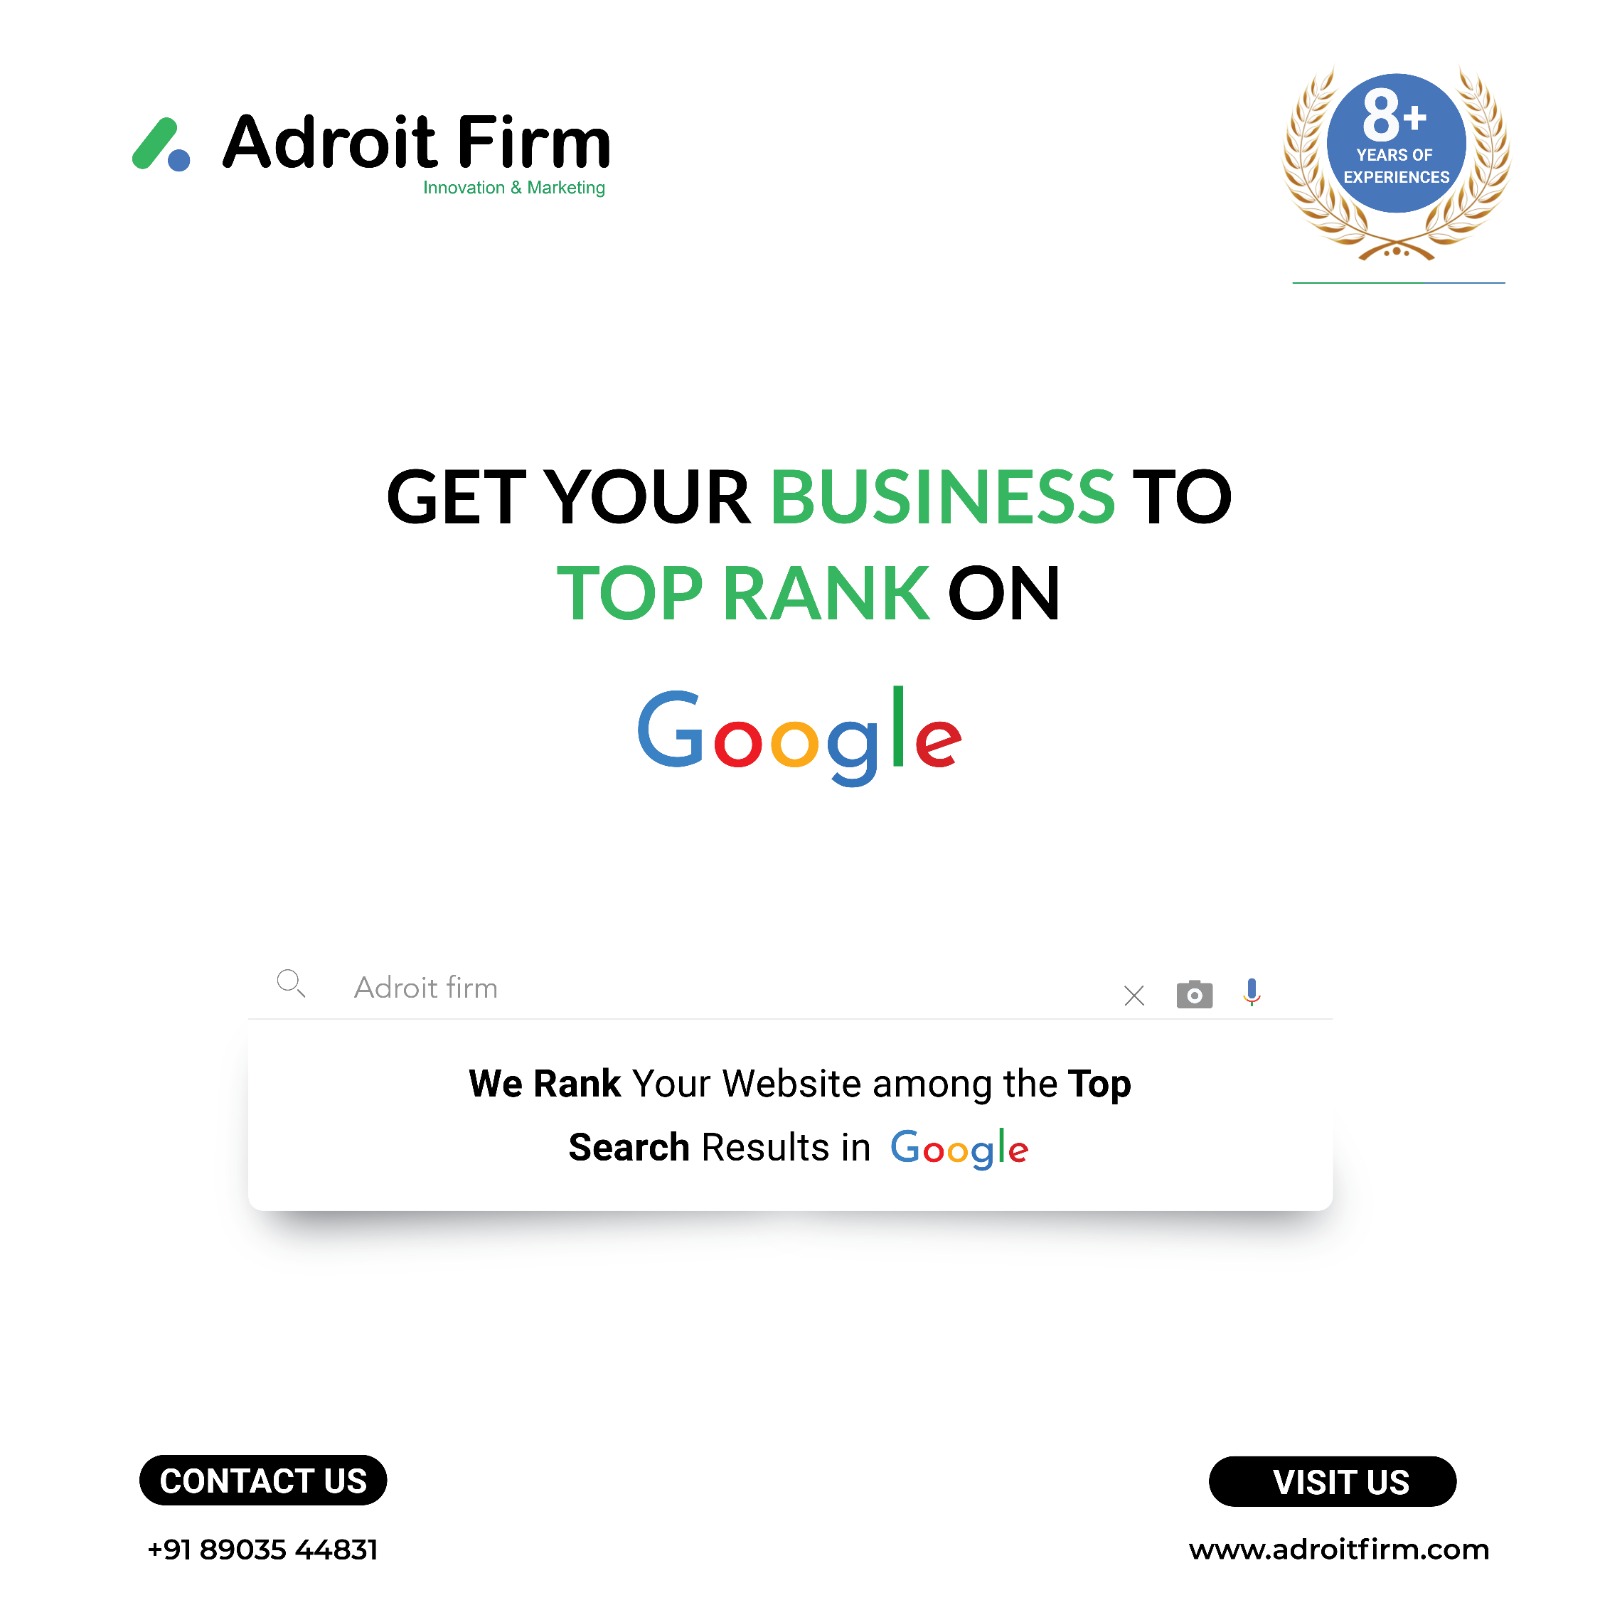 Adroit Firm
Innovation & Marketing
8+
YEARS OF
EXPERIENCES
GET YOUR BUSINESS TO
TOP RANK ON
Google
Adroit firm
We Rank Your Website among the Top
Search Results in Google
CONTACT US
+91 89035 44831
VISIT US
www.adroitfirm.com